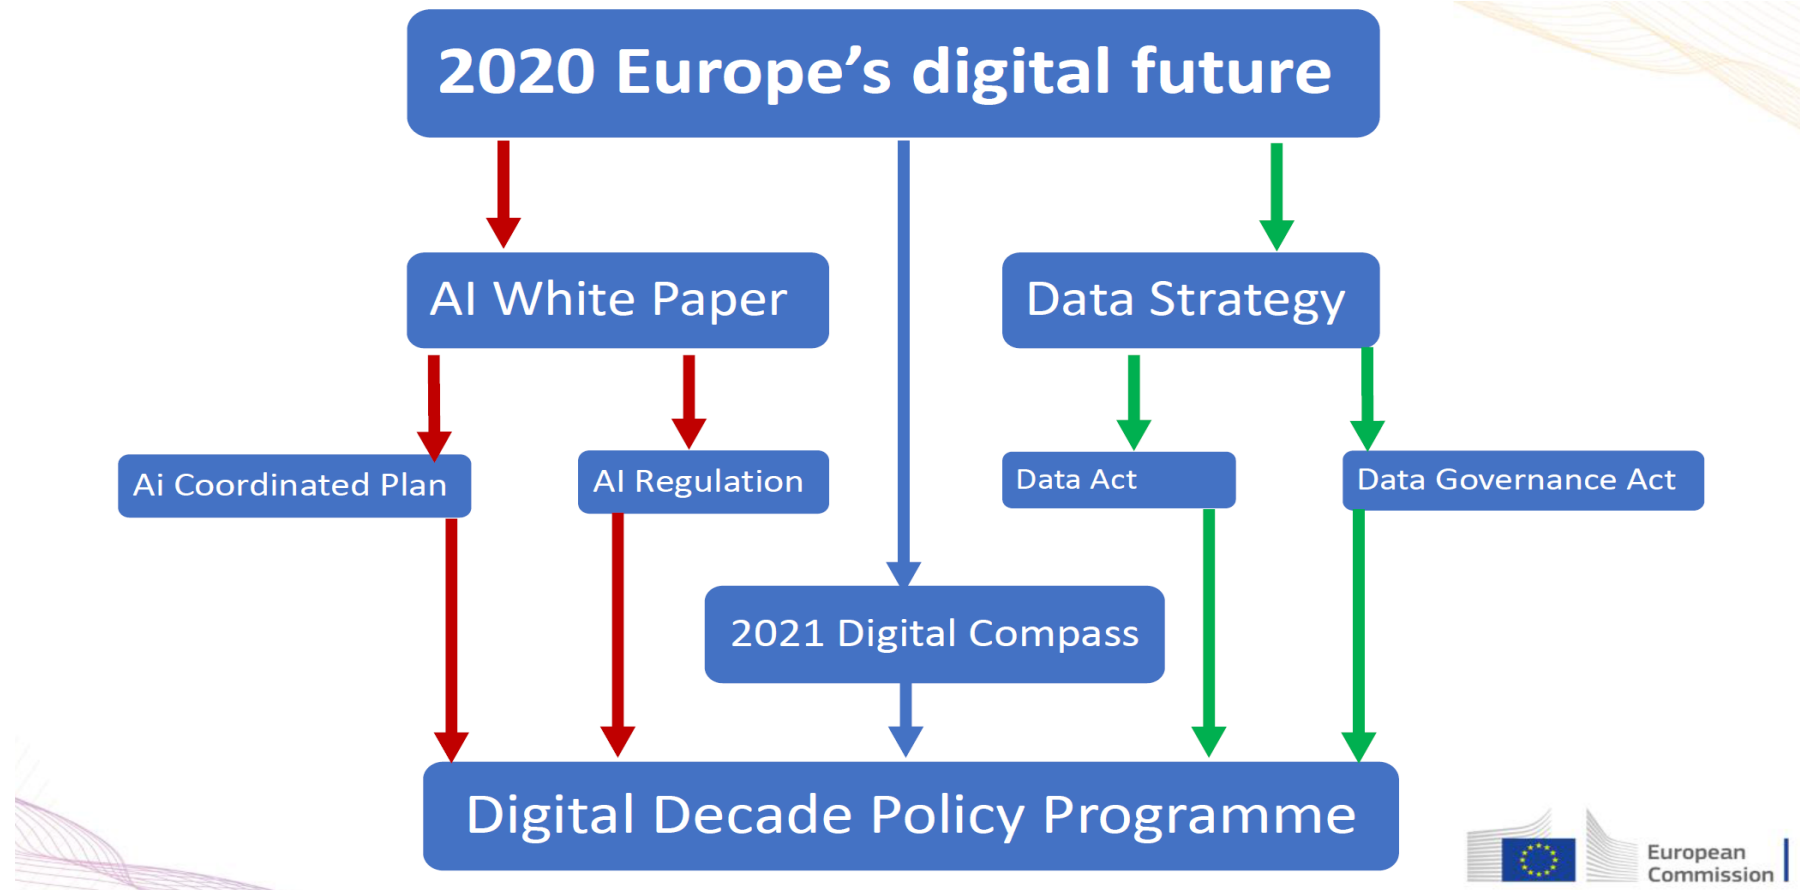 2020 Europe’s digital future
AI White Paper
Data Strategy
Ai Coordinated Plan
AI Regulation
Data Act
Data Governance Act
2021 Digital Compass
Digital Decade Policy Programme
European
Commission